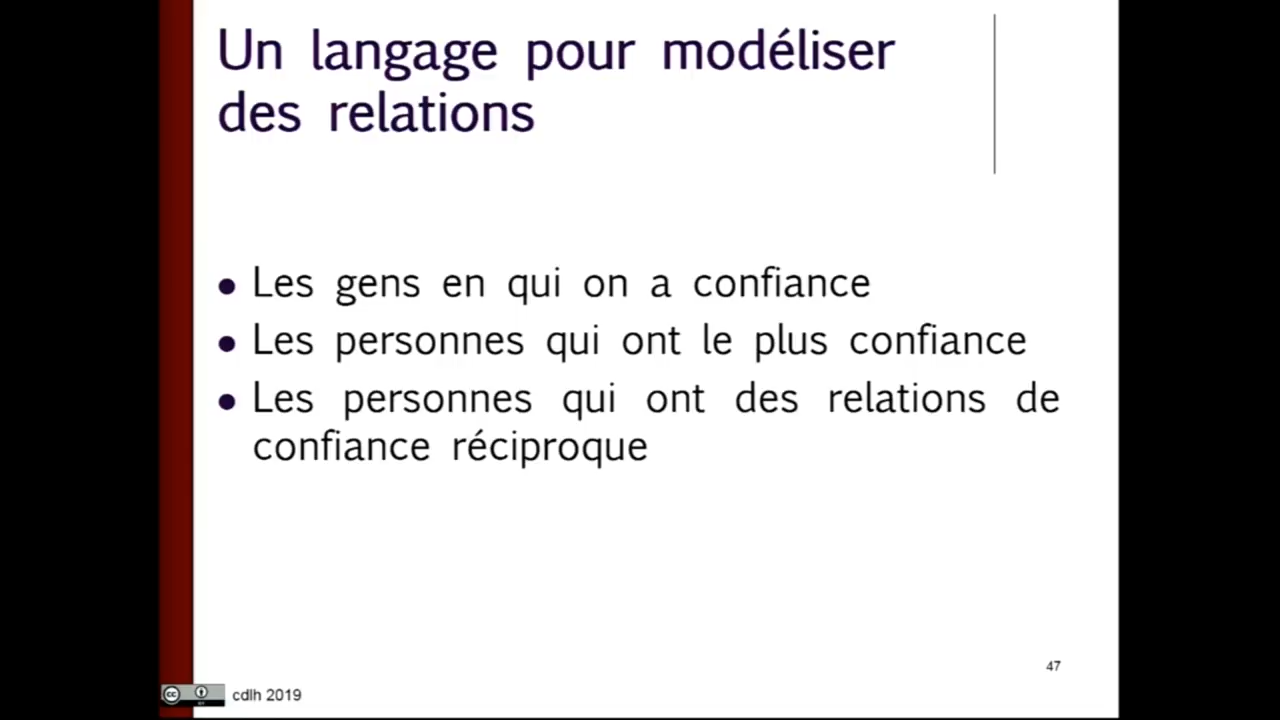 Un langage pour modéliser
des relations
Les gens en qui on a confiance
Les personnes qui ont le plus confiance
Les personnes qui ont des relations de
confiance réciproque
47
cc
cdlh 2019